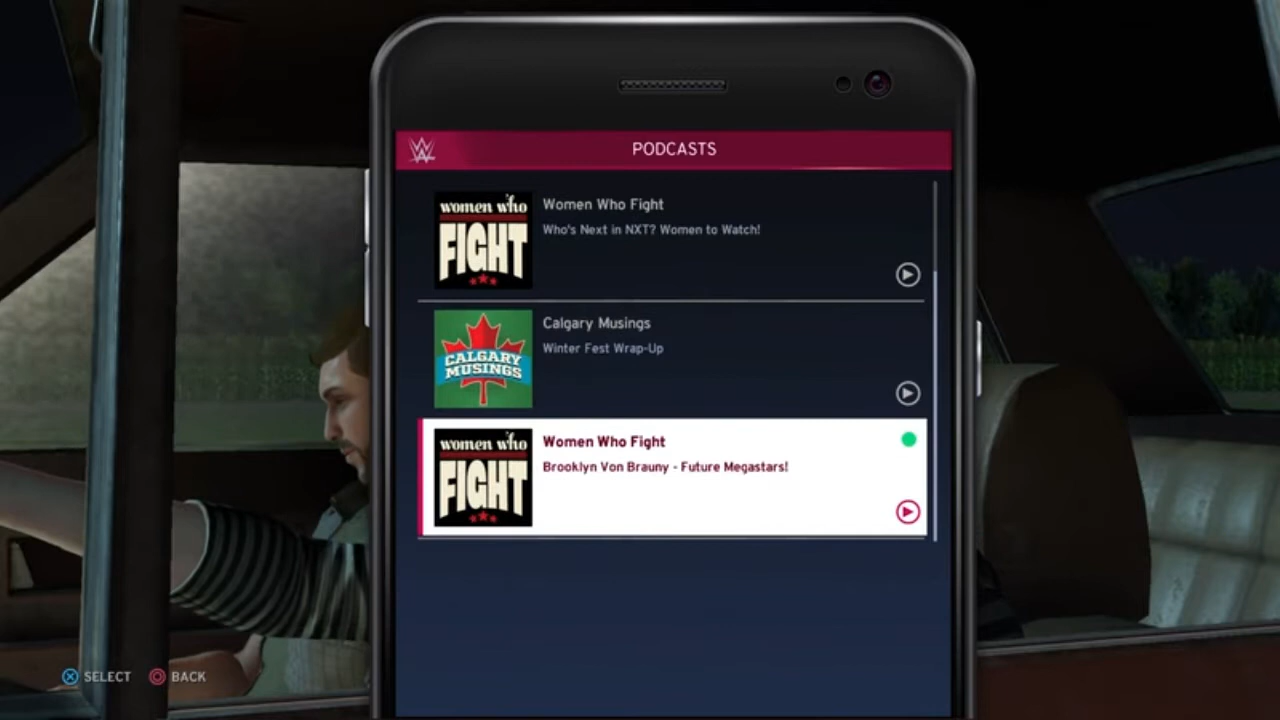 PODCASTS
women who
FIGHT
Women Who Fight
Who's Next in NXT? Women to Watch!
CALGARY
MUSINGS
Calgary Musings
Winter Fest Wrap-Up
women who
FIGHT
Women Who Fight
Brooklyn Von Brauny - Future Megastars!
SELECT
BACK